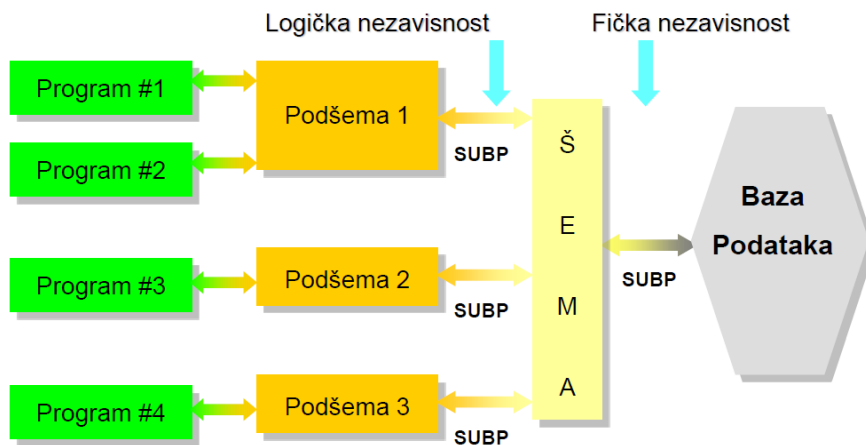 Logička nezavisnost
Fička nezavisnost
Program #1
Podšema 1
Program #2
SUBP
Š
E
M
A
Baza
Podataka
SUBP
Program #3
Podšema 2
SUBP
Program #4
Podšema 3
SUBP